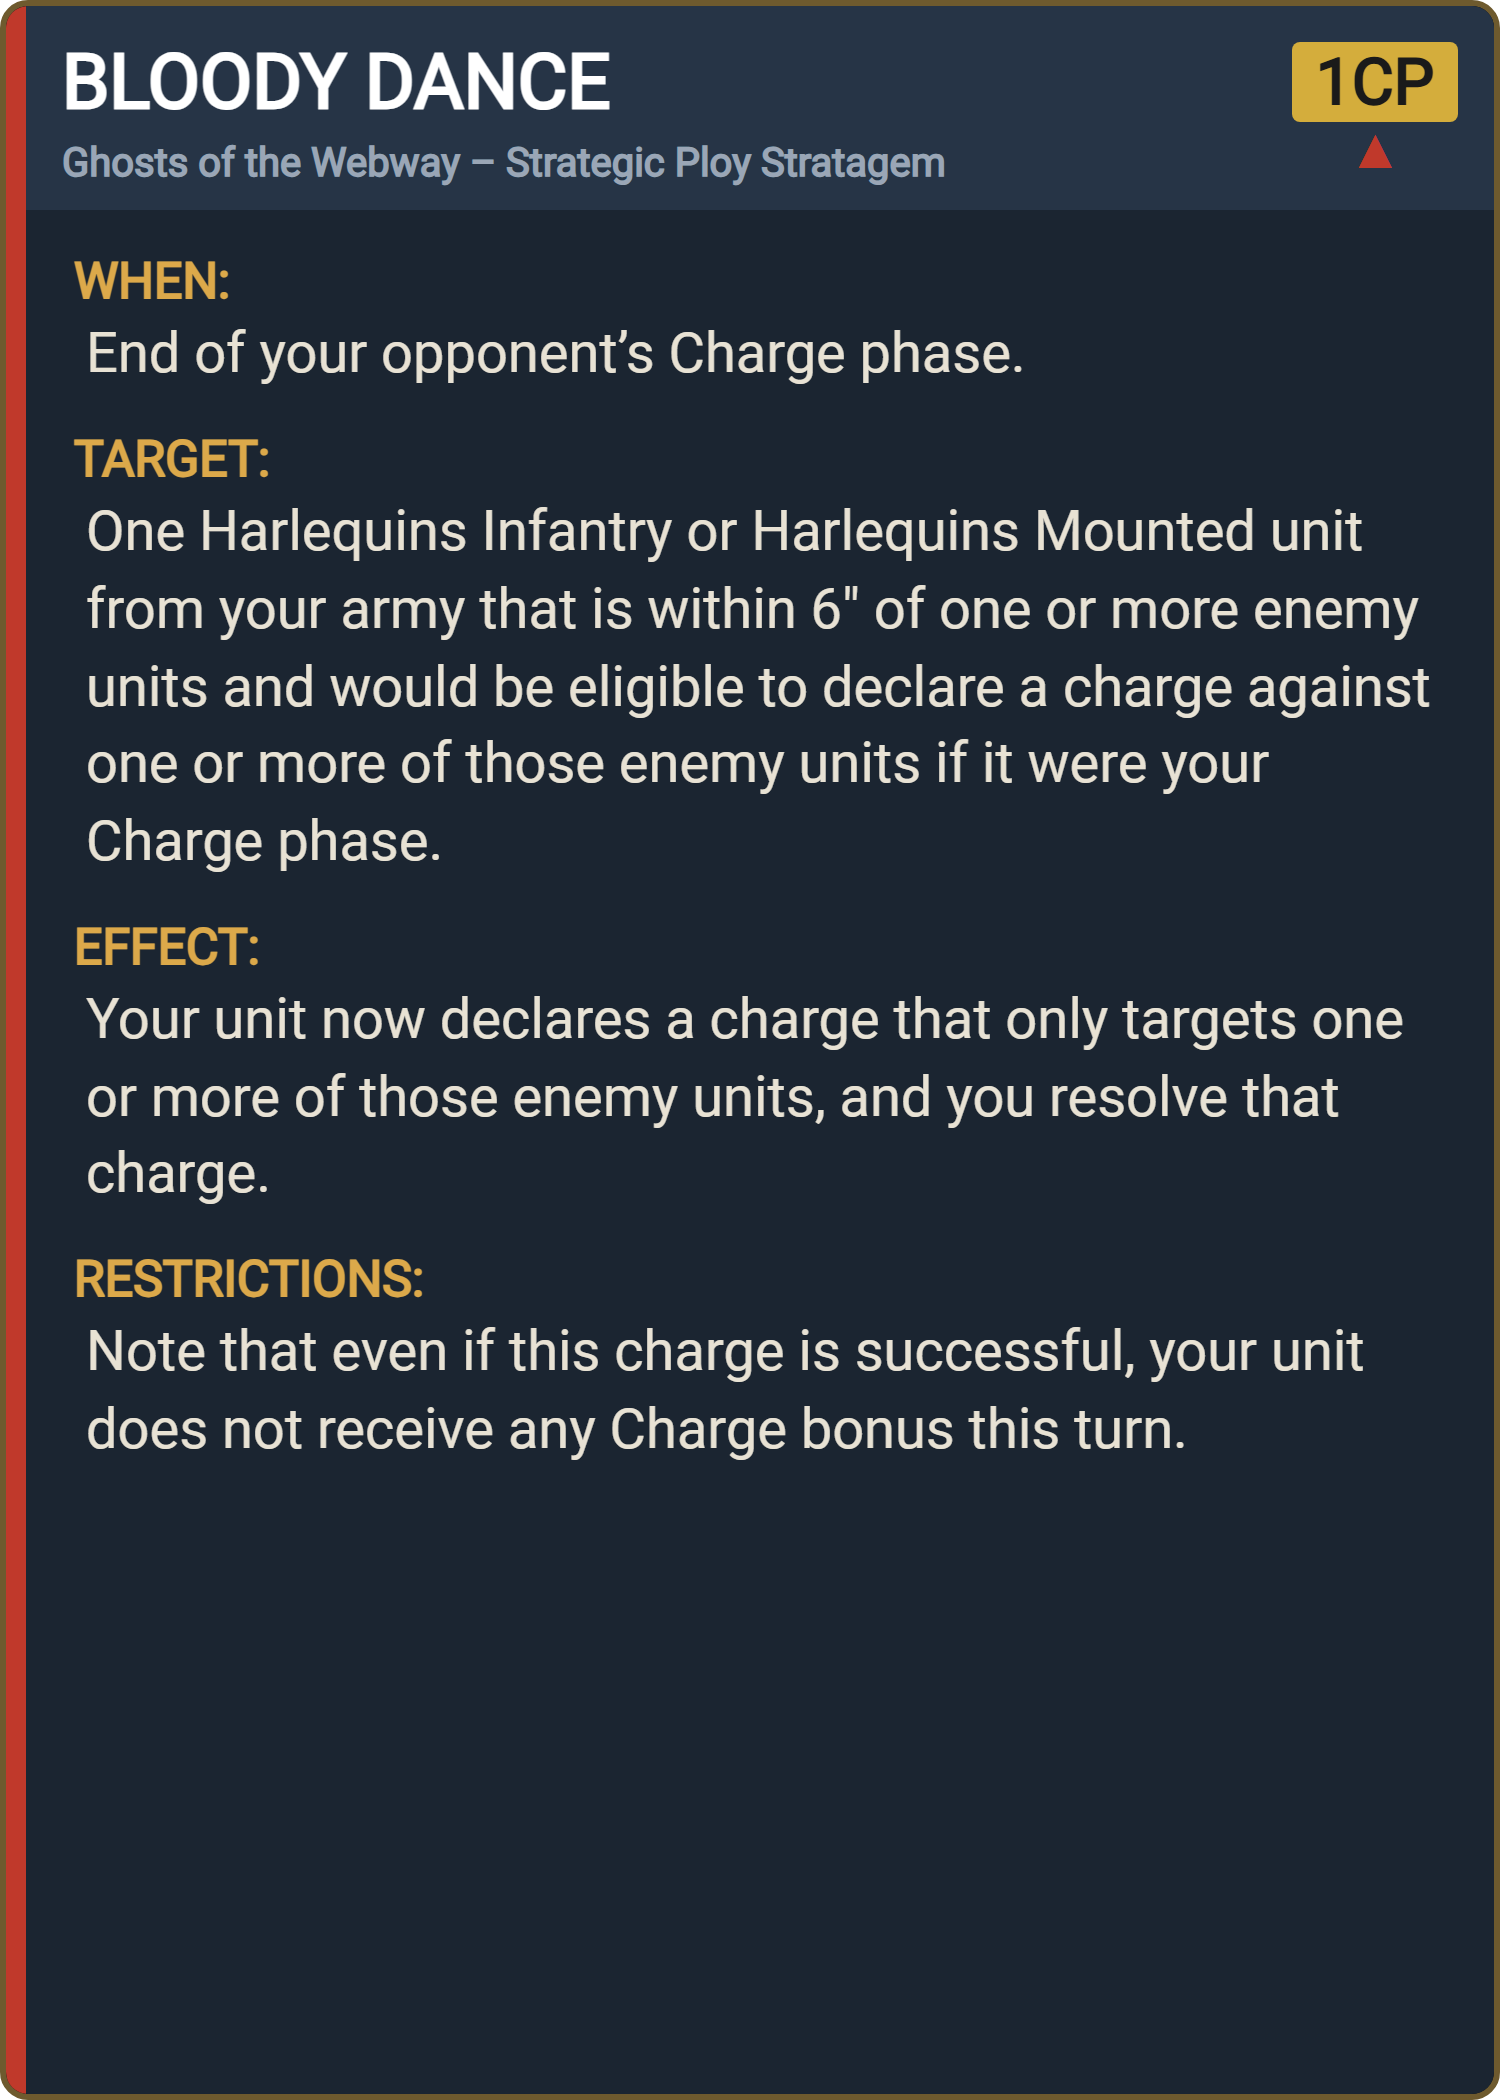 BLOODY DANCE
1CP
Ghosts of the Webway – Strategic Ploy Stratagem
WHEN:
End of your opponent’s Charge phase.
TARGET:
One Harlequins Infantry or Harlequins Mounted unit
from your army that is within 6" of one or more enemy
units and would be eligible to declare a charge against
one or more of those enemy units if it were your
Charge phase.
EFFECT:
Your unit now declares a charge that only targets one
or more of those enemy units, and you resolve that
charge.
RESTRICTIONS:
Note that even if this charge is successful, your unit
does not receive any Charge bonus this turn.